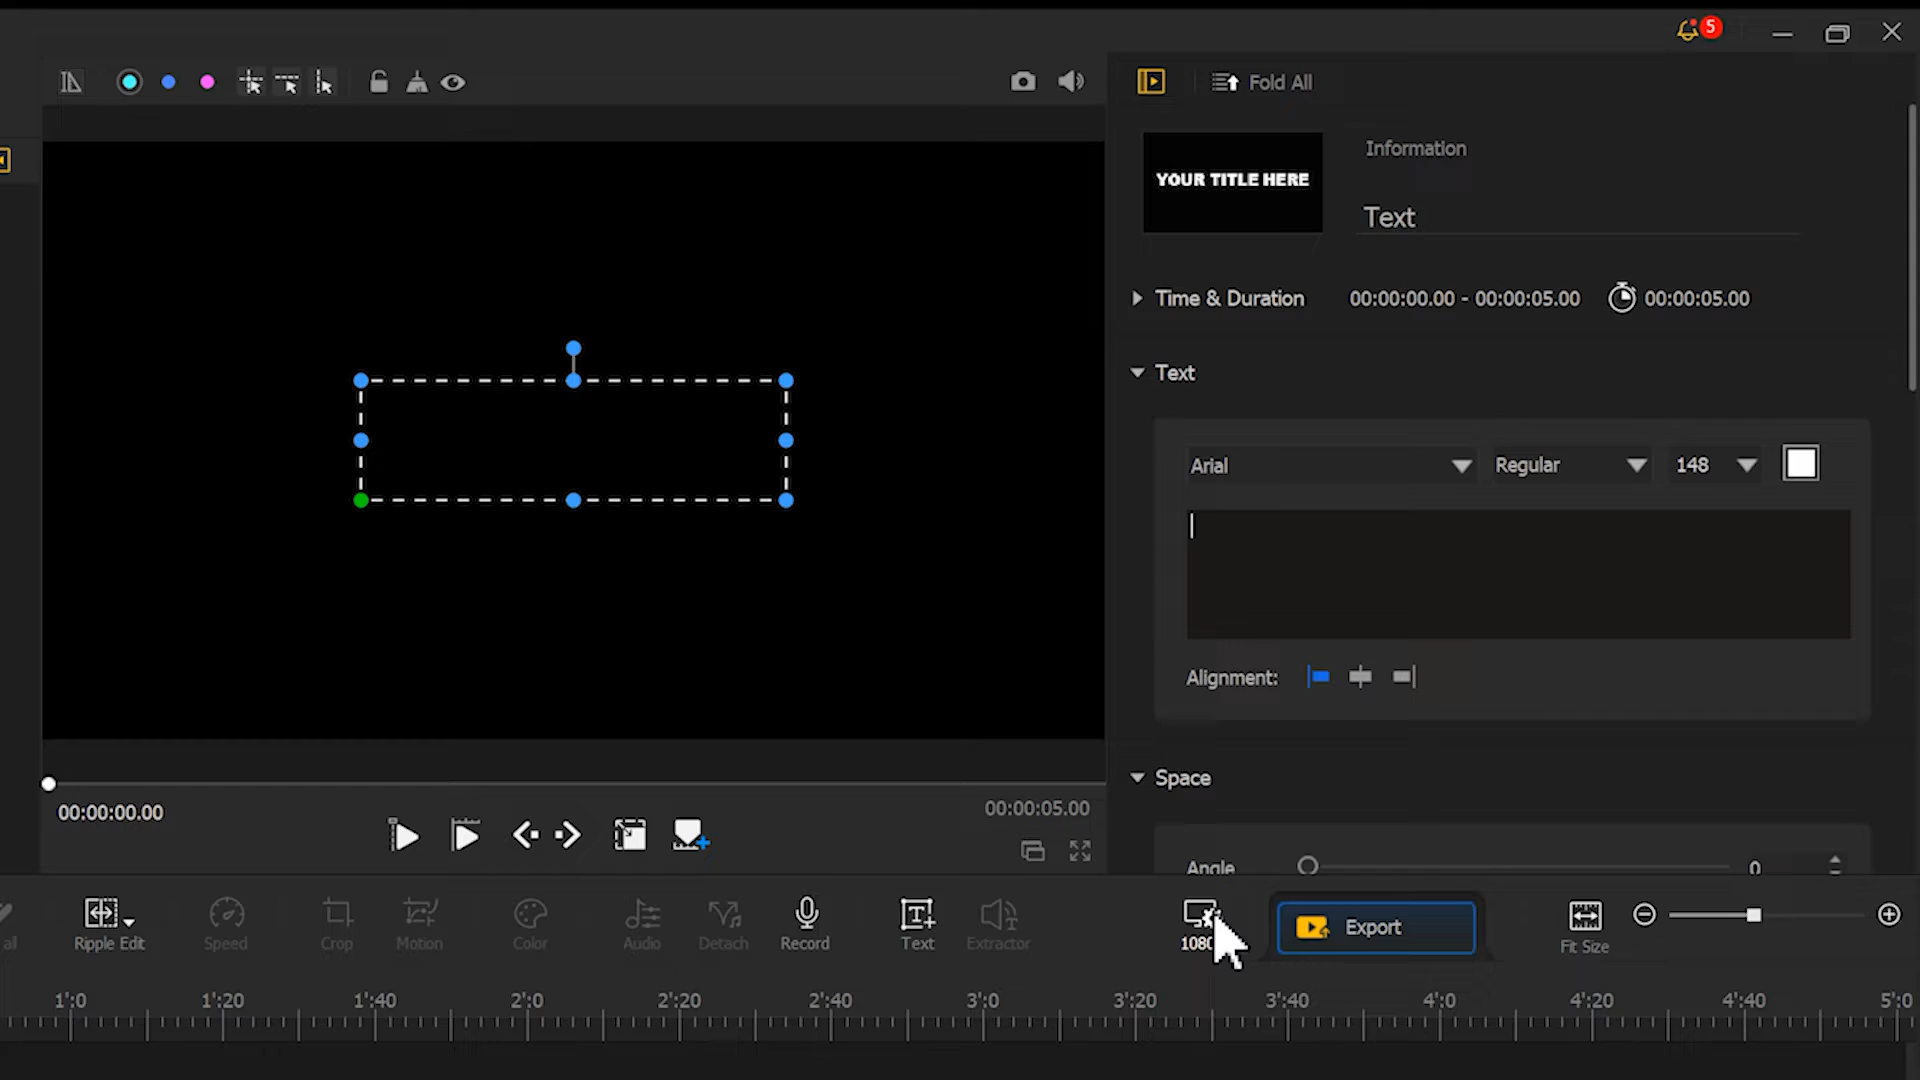 5
Fold All
YOUR TITLE HERE
Information
Text
Time & Duration 00:00:00.00 - 00:00:05.00 00:00:05.00
Text
Arial Regular 148
Alignment:
Space
Angle 0
00:00:00.00 00:00:05.00
all Ripple Edit Speed Crop Motion Color Audio Detach Record Text Extractor 108 Export Fit Size
1':0 1':20 1':40 2':0 2':20 2':40 3':0 3':20 3':40 4':0 4':20 4':40 5':0